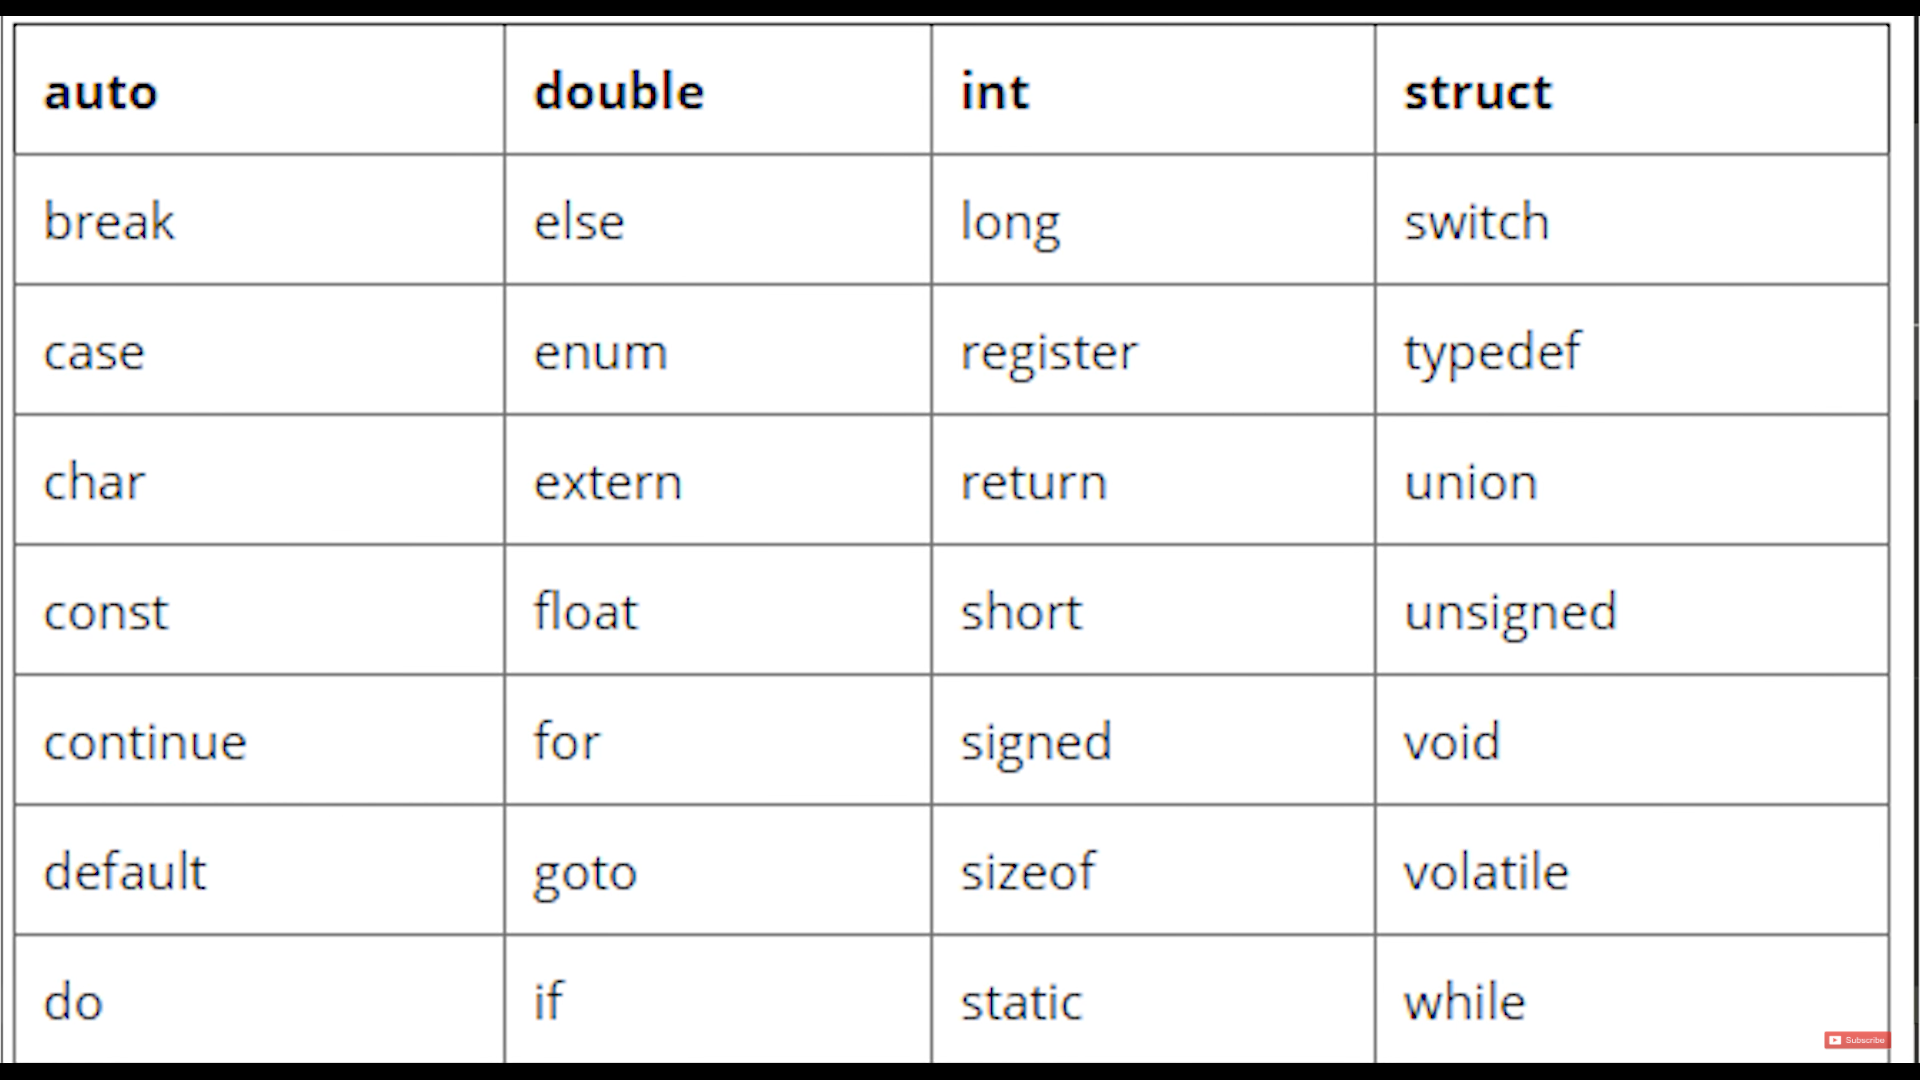 auto double int struct
break else long switch
case enum register typedef
char extern return union
const float short unsigned
continue for signed void
default goto sizeof volatile
do if static while
Subscribe